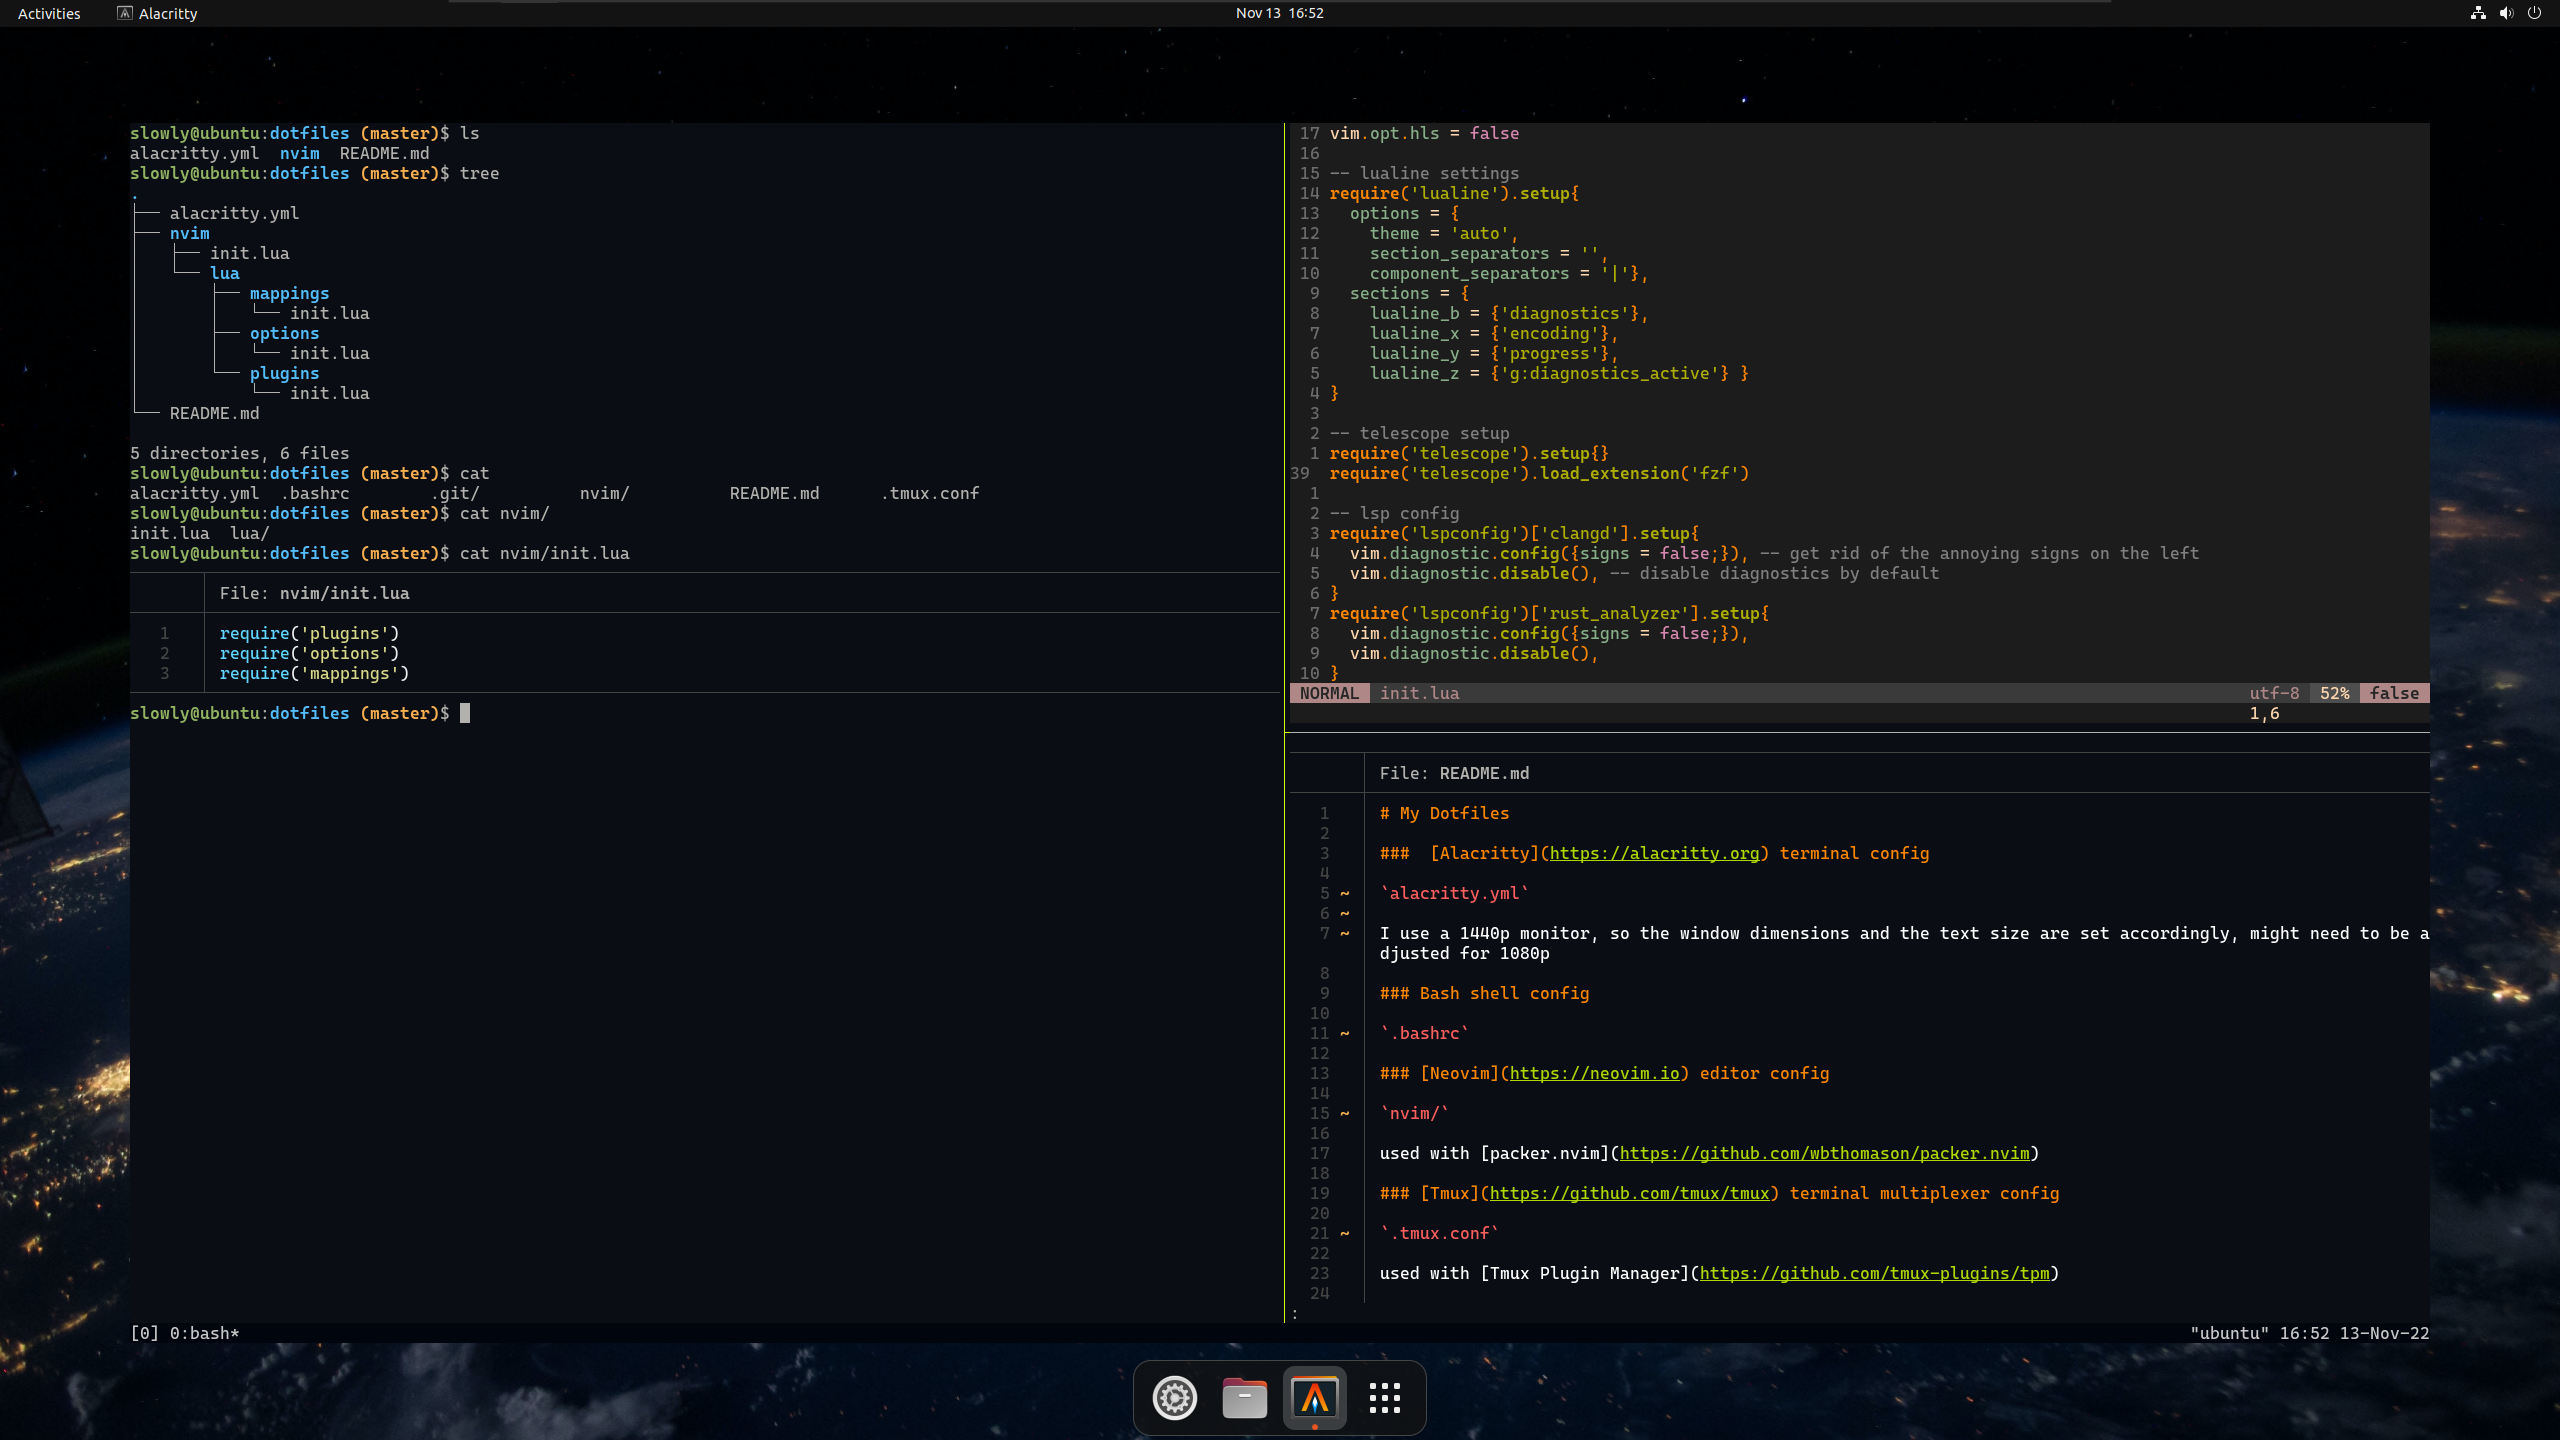 Activities Alacritty Nov 13 16:52
slowly@ubuntu:dotfiles (master)$ ls
alacritty.yml nvim README.md
slowly@ubuntu:dotfiles (master)$ tree
.
├── alacritty.yml
├── nvim
│   ├── init.lua
│   └── lua
│       ├── mappings
│       │   └── init.lua
│       ├── options
│       │   └── init.lua
│       └── plugins
│           └── init.lua
└── README.md
5 directories, 6 files
slowly@ubuntu:dotfiles (master)$ cat
alacritty.yml .bashrc .git/ nvim/ README.md .tmux.conf
slowly@ubuntu:dotfiles (master)$ cat nvim/
init.lua lua/
slowly@ubuntu:dotfiles (master)$ cat nvim/init.lua
File: nvim/init.lua
1 require('plugins')
2 require('options')
3 require('mappings')
slowly@ubuntu:dotfiles (master)$
17 vim.opt.hls = false
16
15 -- lualine settings
14 require('lualine').setup{
13   options = {
12     theme = 'auto',
11     section_separators = '',
10     component_separators = '|'},
9   sections = {
8     lualine_b = {'diagnostics'},
7     lualine_x = {'encoding'},
6     lualine_y = {'progress'},
5     lualine_z = {'g:diagnostics_active'} }
4 }
3
2 -- telescope setup
1 require('telescope').setup{}
39 require('telescope').load_extension('fzf')
1
2 -- lsp config
3 require('lspconfig')['clangd'].setup{
4   vim.diagnostic.config({signs = false;}), -- get rid of the annoying signs on the left
5   vim.diagnostic.disable(), -- disable diagnostics by default
6 }
7 require('lspconfig')['rust_analyzer'].setup{
8   vim.diagnostic.config({signs = false;}),
9   vim.diagnostic.disable(),
10 }
NORMAL init.lua utf-8 52% false
1,6
File: README.md
1 # My Dotfiles
2
3 ###  [Alacritty](https://alacritty.org) terminal config
4
5 ~ `alacritty.yml`
6 ~
7 ~ I use a 1440p monitor, so the window dimensions and the text size are set accordingly, might need to be a
djusted for 1080p
8
9 ### Bash shell config
10
11 ~ `.bashrc`
12
13 ### [Neovim](https://neovim.io) editor config
14
15 ~ `nvim/`
16
17 used with [packer.nvim](https://github.com/wbthomason/packer.nvim)
18
19 ### [Tmux](https://github.com/tmux/tmux) terminal multiplexer config
20
21 ~ `.tmux.conf`
22
23 used with [Tmux Plugin Manager](https://github.com/tmux-plugins/tpm)
24
:
[0] 0:bash* "ubuntu" 16:52 13-Nov-22